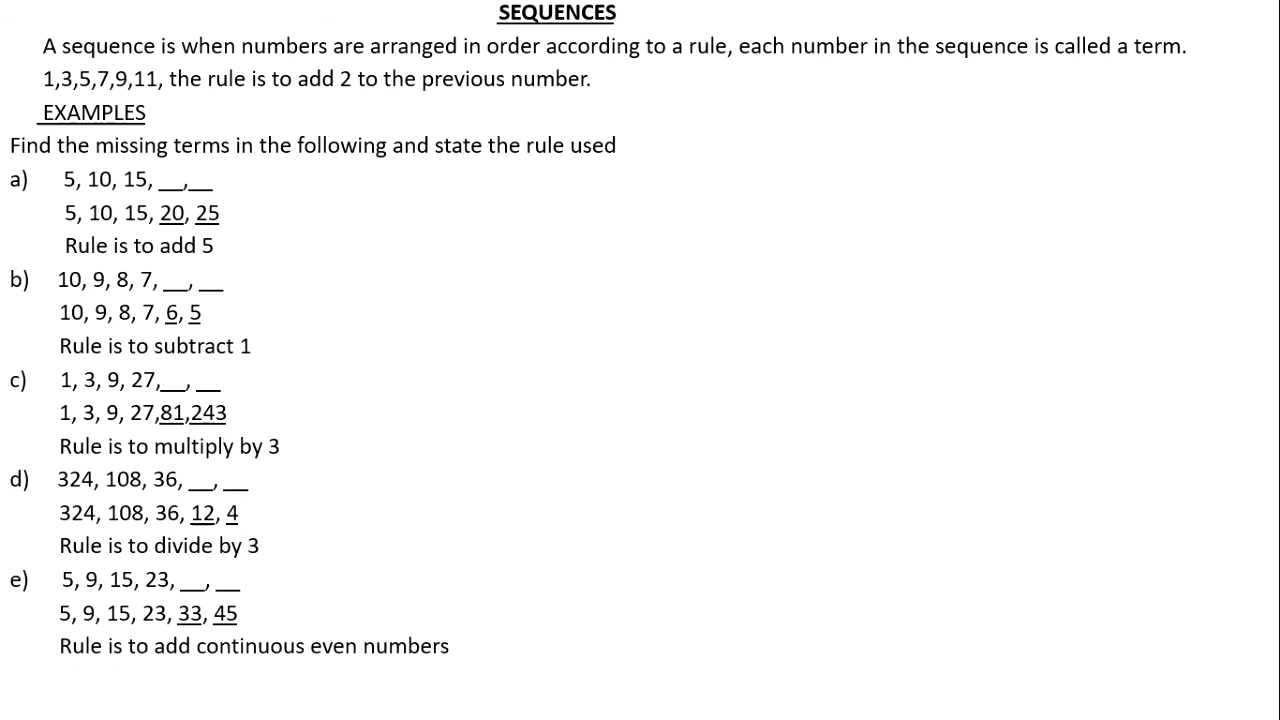 SEQUENCES
A sequence is when numbers are arranged in order according to a rule, each number in the sequence is called a term.
1,3,5,7,9,11, the rule is to add 2 to the previous number.
EXAMPLES
Find the missing terms in the following and state the rule used
a) 5, 10, 15, __,__
5, 10, 15, 20, 25
Rule is to add 5
b) 10, 9, 8, 7, __, __
10, 9, 8, 7, 6, 5
Rule is to subtract 1
c) 1, 3, 9, 27,__, __
1, 3, 9, 27,81,243
Rule is to multiply by 3
d) 324, 108, 36, __, __
324, 108, 36, 12, 4
Rule is to divide by 3
e) 5, 9, 15, 23, __, __
5, 9, 15, 23, 33, 45
Rule is to add continuous even numbers